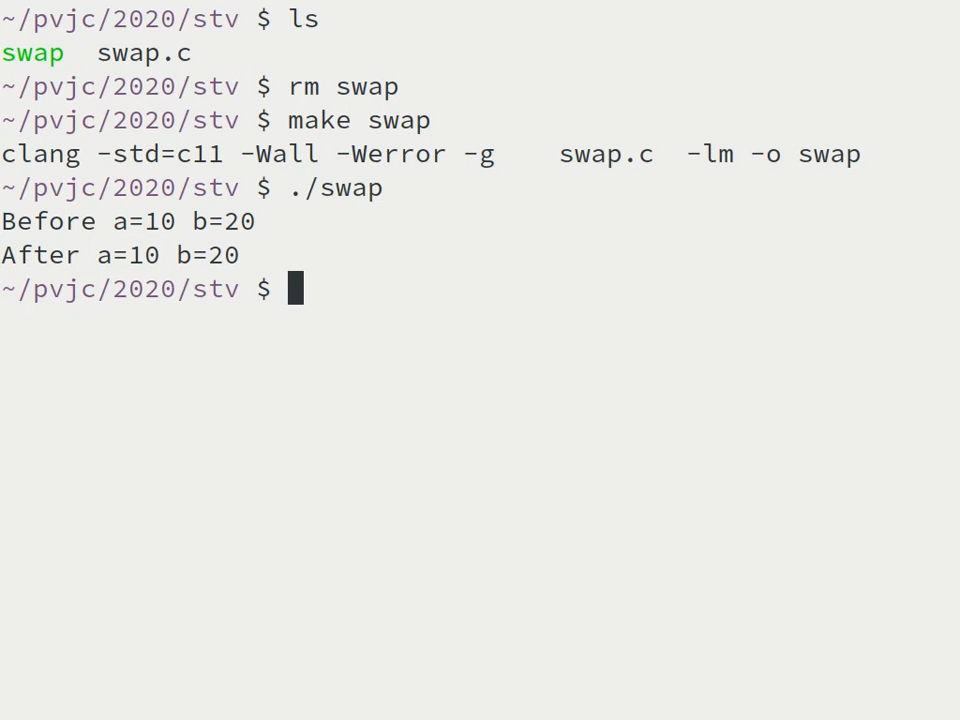 ~/pvjc/2020/stv $ ls
swap  swap.c
~/pvjc/2020/stv $ rm swap
~/pvjc/2020/stv $ make swap
clang -std=c11 -Wall -Werror -g    swap.c  -lm -o swap
~/pvjc/2020/stv $ ./swap
Before a=10 b=20
After a=10 b=20
~/pvjc/2020/stv $